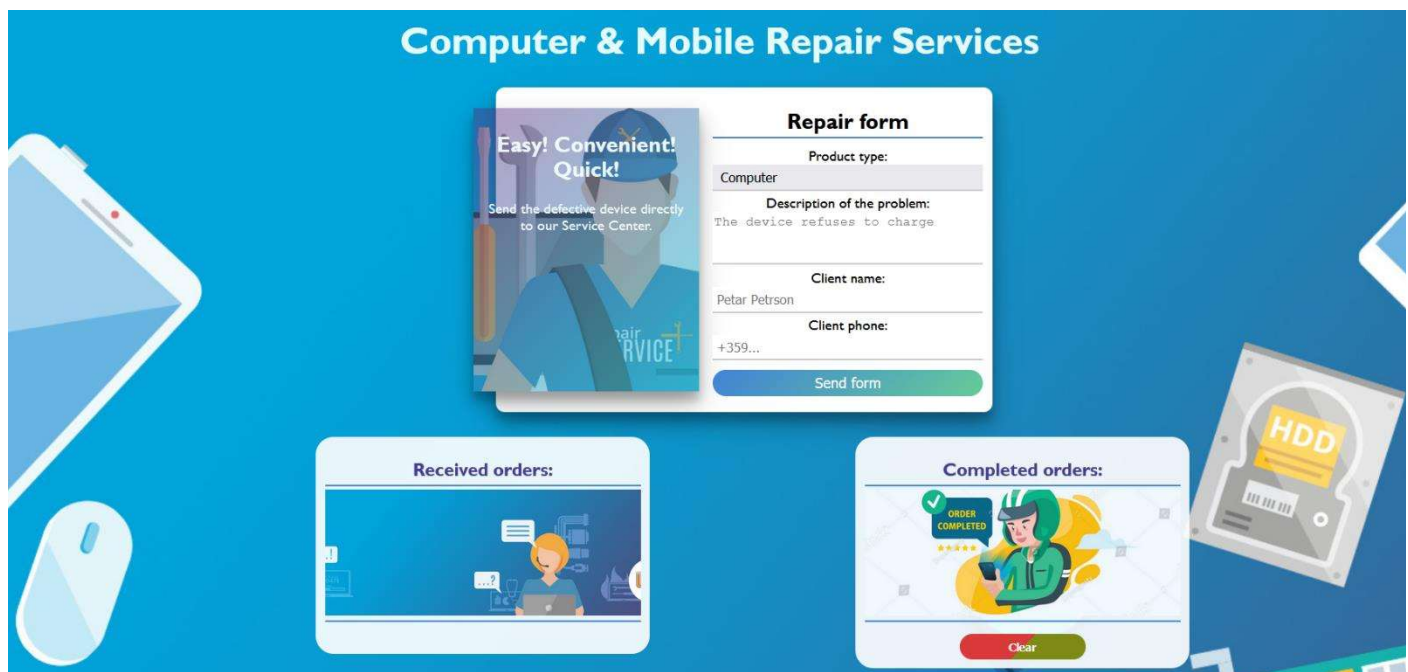 Computer & Mobile Repair Services
Easy! Convenient!
Quick!
Send the defective device directly
to our Service Center.
pair
RVICE
Repair form
Product type:
Computer
Description of the problem:
The device refuses to charge
Client name:
Petar Petrson
Client phone:
+359...
Send form
HDD
Received orders:
...?
Completed orders:
ORDER
COMPLETED
Clear